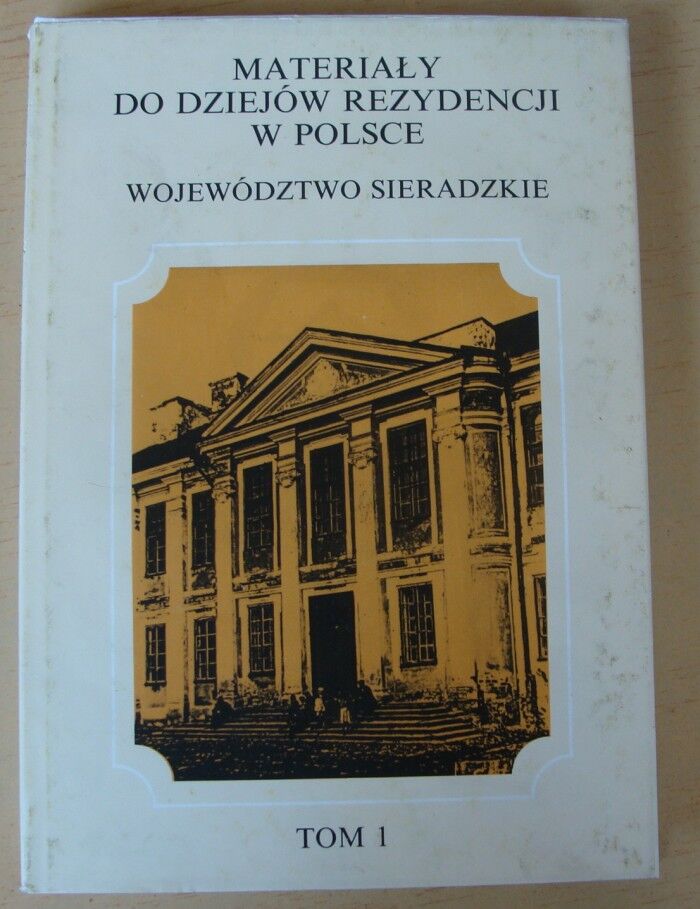 MATERIAŁY
DO DZIEJÓW REZYDENCJI
W POLSCE
WOJEWÓDZTWO SIERADZKIE
TOM 1